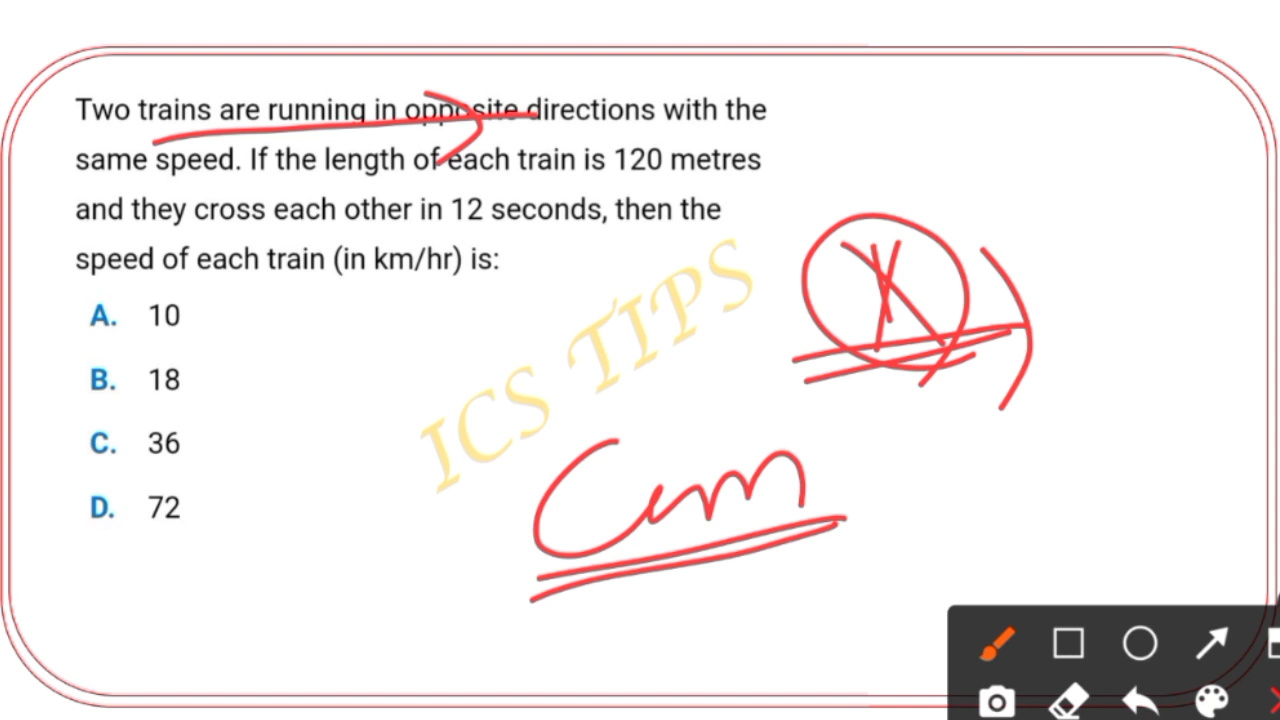 Two trains are running in opposite directions with the
same speed. If the length of each train is 120 metres
and they cross each other in 12 seconds, then the
speed of each train (in km/hr) is:
A. 10
B. 18
C. 36
D. 72
ICS TIPS